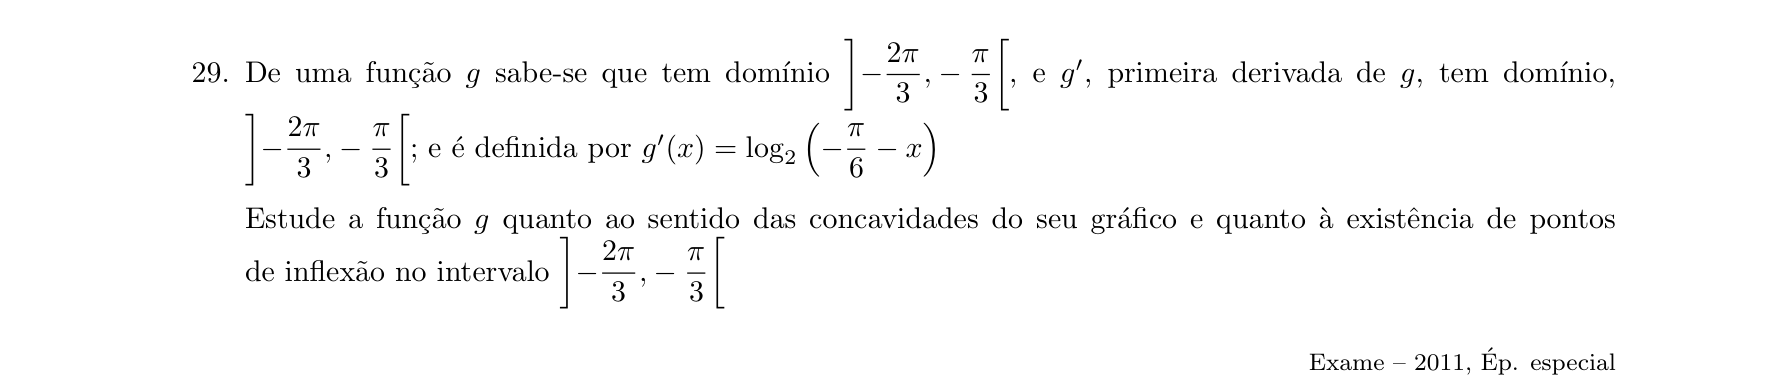 29. De uma função g sabe-se que tem domínio ]−2π/3, −π/3[, e g′, primeira derivada de g, tem domínio,
]−2π/3, −π/3[; e é definida por g′(x) = log₂(−π/6 − x)
Estude a função g quanto ao sentido das concavidades do seu gráfico e quanto à existência de pontos
de inflexão no intervalo ]−2π/3, −π/3[
Exame – 2011, Ép. especial